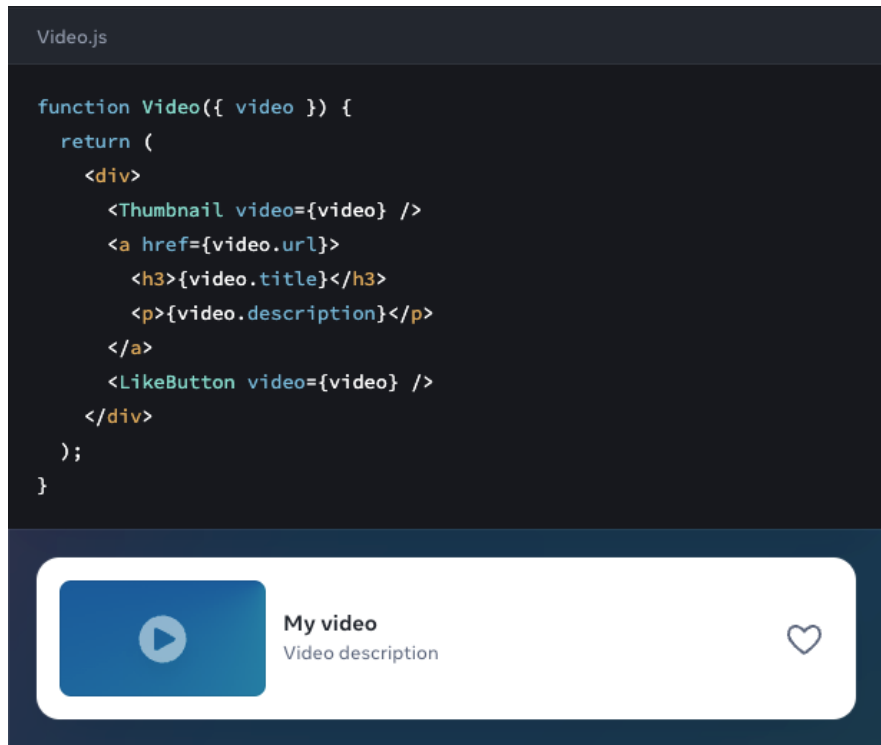 Video.js
function Video({ video }) {
  return (
    <div>
      <Thumbnail video={video} />
      <a href={video.url}>
        <h3>{video.title}</h3>
        <p>{video.description}</p>
      </a>
      <LikeButton video={video} />
    </div>
  );
}
My video
Video description